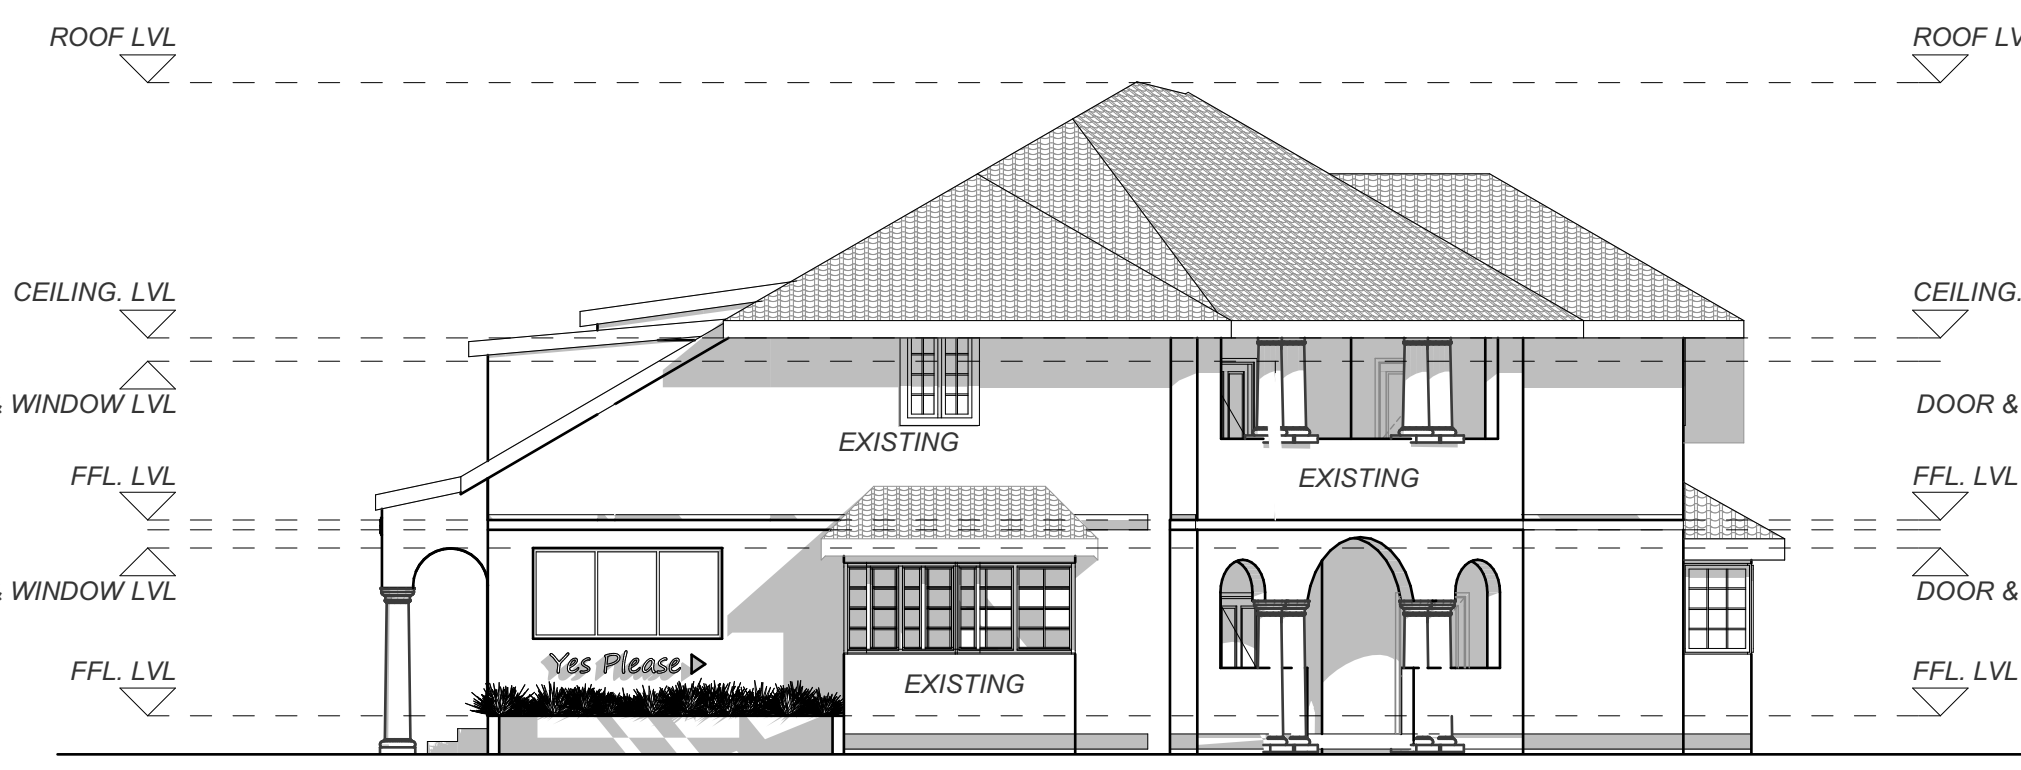 ROOF LVL
ROOF LV
CEILING. LVL
CEILING.
& WINDOW LVL
DOOR &
EXISTING
EXISTING
FFL. LVL
FFL. LVL
& WINDOW LVL
DOOR &
Yes Please
EXISTING
FFL. LVL
FFL. LVL